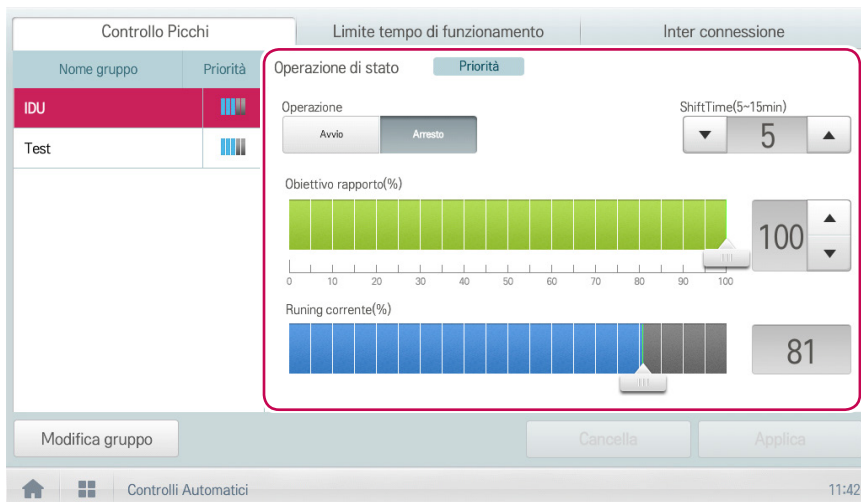 Controllo Picchi
Limite tempo di funzionamento
Inter connessione
Nome gruppo Priorità
IDU
Test
Operazione di stato Priorità
Operazione
Avvio Arresto
ShiftTime(5~15min)
5
Obiettivo rapporto(%)
100
0 10 20 30 40 50 60 70 80 90 100
Runing corrente(%)
81
Modifica gruppo
Cancella
Applica
Controlli Automatici
11:42